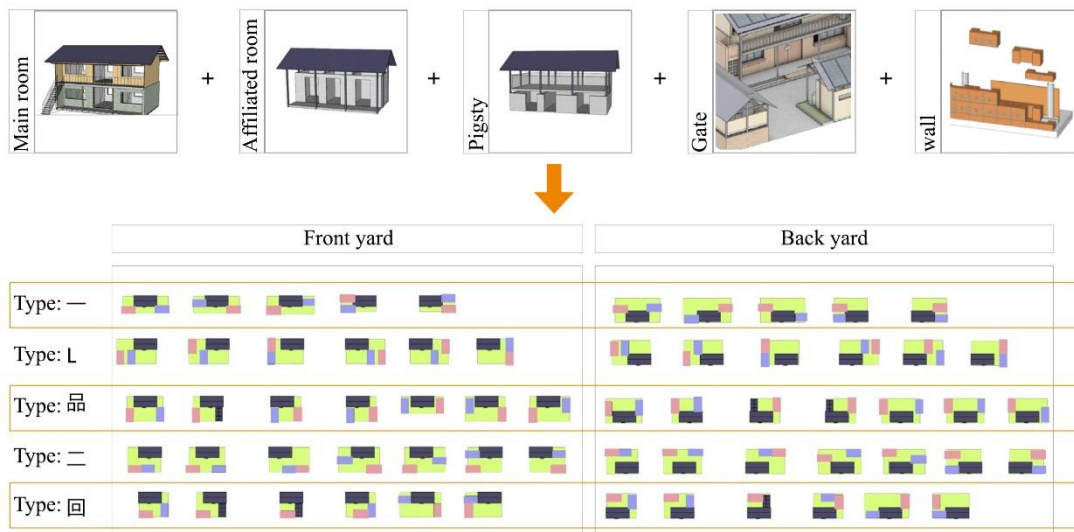 Main room
+
Affiliated room
+
Pigsty
+
Gate
+
wall
Front yard
Back yard
Type: 一
Type: L
Type: 品
Type: 二
Type: 回